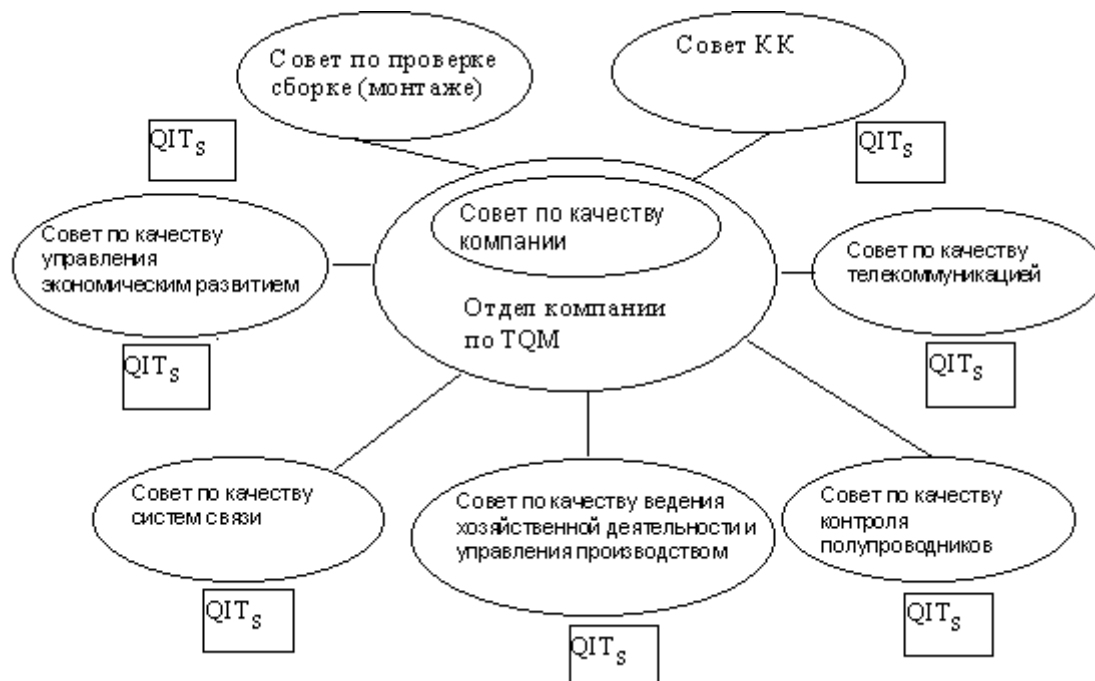 Совет по проверке
сборке (монтаже)
Совет КК
QITS
QITS
Совет по качеству
управления
экономическим развитием
Совет по качеству
компании
Отдел компании
по TQM
Совет по качеству
телекоммуникацией
QITS
QITS
Совет по качеству
систем связи
Совет по качеству ведения
хозяйственной деятельности и
управления производством
Совет по качеству
контроля
полупроводников
QITS
QITS
QITS